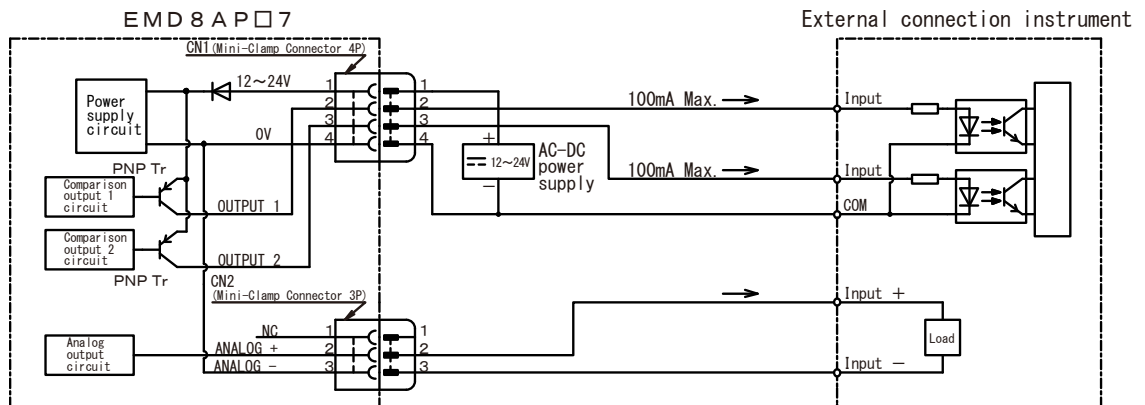 EMD8AP□7
External connection instrument
CN1 (Mini-Clamp Connector 4P)
12～24V
1
2
3
4
1
2
3
4
Power
supply
circuit
0V
100mA Max.
Input
+
12～24V
−
AC-DC
power
supply
100mA Max.
Input
COM
PNP Tr
Comparison
output 1
circuit
OUTPUT 1
Comparison
output 2
circuit
OUTPUT 2
PNP Tr
CN2
(Mini-Clamp Connector 3P)
Input +
NC
1
1
Analog
output
circuit
ANALOG +
2
2
ANALOG -
3
3
Load
Input −